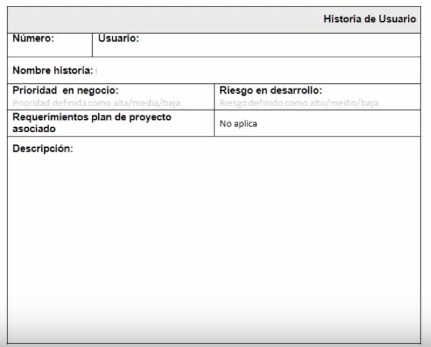 Historia de Usuario
Número: Usuario:
Nombre historia:
Prioridad en negocio: Riesgo en desarrollo:
Prioridad definida como alta/media/baja Riesgo definido como alto/medio/baja
Requerimientos plan de proyecto
asociado No aplica
Descripción: